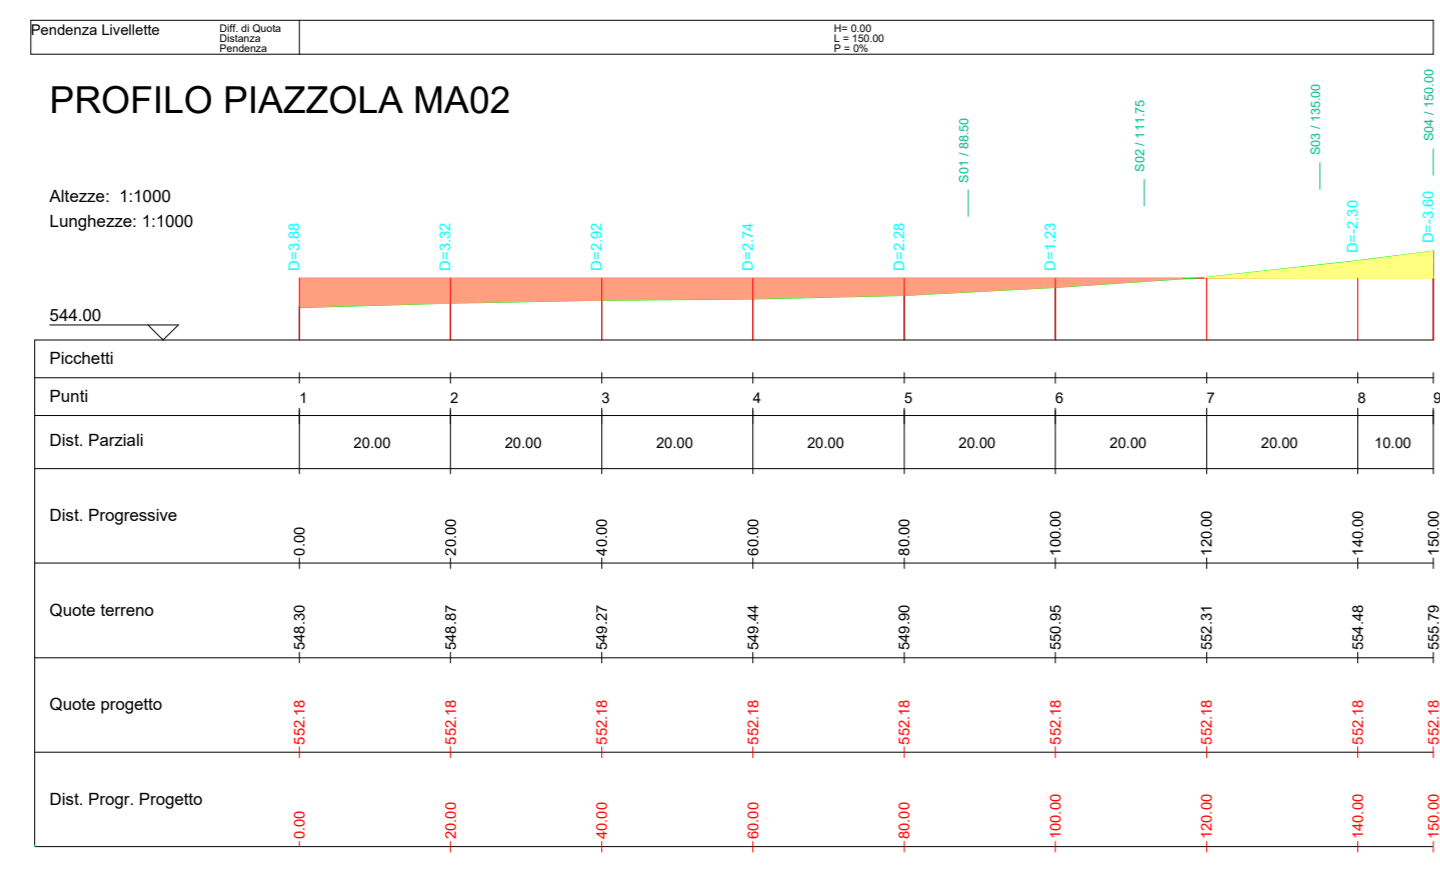 Pendenza Livellette
Diff. di Quota
Distanza
Pendenza
H= 0.00
L = 150.00
P = 0%
PROFILO PIAZZOLA MA02
Altezze: 1:1000
Lunghezze: 1:1000
S01 / 88.50
S02 / 111.75
S03 / 135.00
S04 / 150.00
D=3.88
D=3.32
D=2.92
D=2.74
D=2.28
D=1.23
D=-2.30
D=-3.60
544.00
Picchetti
Punti 1 2 3 4 5 6 7 8 9
Dist. Parziali 20.00 20.00 20.00 20.00 20.00 20.00 20.00 10.00
Dist. Progressive 0.00 20.00 40.00 60.00 80.00 100.00 120.00 140.00 150.00
Quote terreno 548.30 548.87 549.27 549.44 549.90 550.95 552.31 554.48 555.79
Quote progetto 552.18 552.18 552.18 552.18 552.18 552.18 552.18 552.18 552.18
Dist. Progr. Progetto 0.00 20.00 40.00 60.00 80.00 100.00 120.00 140.00 150.00